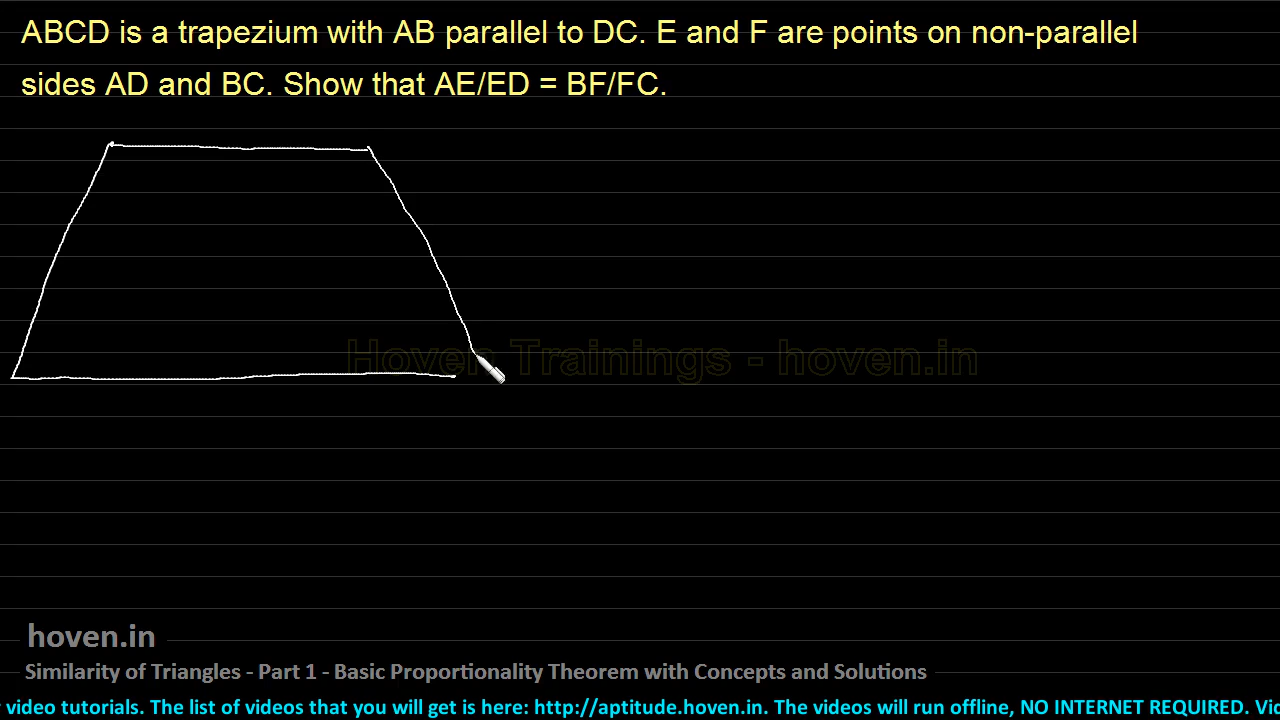 ABCD is a trapezium with AB parallel to DC. E and F are points on non-parallel
sides AD and BC. Show that AE/ED = BF/FC.
Hoven Trainings - hoven.in
hoven.in
Similarity of Triangles - Part 1 - Basic Proportionality Theorem with Concepts and Solutions
video tutorials. The list of videos that you will get is here: http://aptitude.hoven.in. The videos will run offline, NO INTERNET REQUIRED.